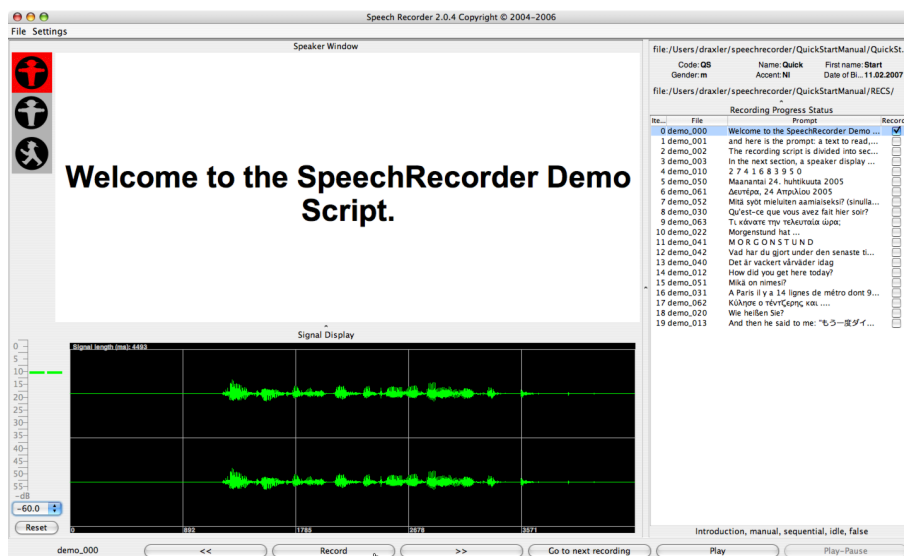 Speech Recorder 2.0.4 Copyright © 2004–2006
File Settings
Speaker Window
Welcome to the SpeechRecorder Demo
Script.
Signal Display
Signal length (ms): 4493
0
5
10
15
20
25
30
35
40
45
50
55
-dB
-60.0
Reset
0 892 1785 2678 3571
file:/Users/draxler/speechrecorder/QuickStartManual/QuickSt...
Code: QS Name: Quick First name: Start
Gender: m Accent: NI Date of Bi... 11.02.2007
file:/Users/draxler/speechrecorder/QuickStartManual/RECS/
Recording Progress Status
Ite... File Prompt Record
0 demo_000 Welcome to the SpeechRecorder Demo ...
1 demo_001 and here is the prompt: a text to read,...
2 demo_002 The recording script is divided into sec...
3 demo_003 In the next section, a speaker display ...
4 demo_010 2 7 4 1 6 8 3 9 5 0
5 demo_050 Maanantai 24. huhtikuuta 2005
6 demo_061 Δευτέρα, 24 Απριλίου 2005
7 demo_052 Mitä syöt mieluiten aamiaiseksi? (sinulla...
8 demo_030 Qu'est-ce que vous avez fait hier soir?
9 demo_063 Τι κάνατε την τελευταία ώρα;
10 demo_022 Morgenstund hat ...
11 demo_041 M O R G O N S T U N D
12 demo_042 Vad har du gjort under den senaste ti...
13 demo_040 Det är vackert vårväder idag
14 demo_012 How did you get here today?
15 demo_051 Mikä on nimesi?
16 demo_031 A Paris il y a 14 lignes de métro dont 9...
17 demo_062 Κύλησε ο τέντζερης και ....
18 demo_020 Wie heißen Sie?
19 demo_013 And then he said to me: "もう一度ダイ...
Introduction, manual, sequential, idle, false
demo_000 << Record >> Go to next recording Play Play-Pause